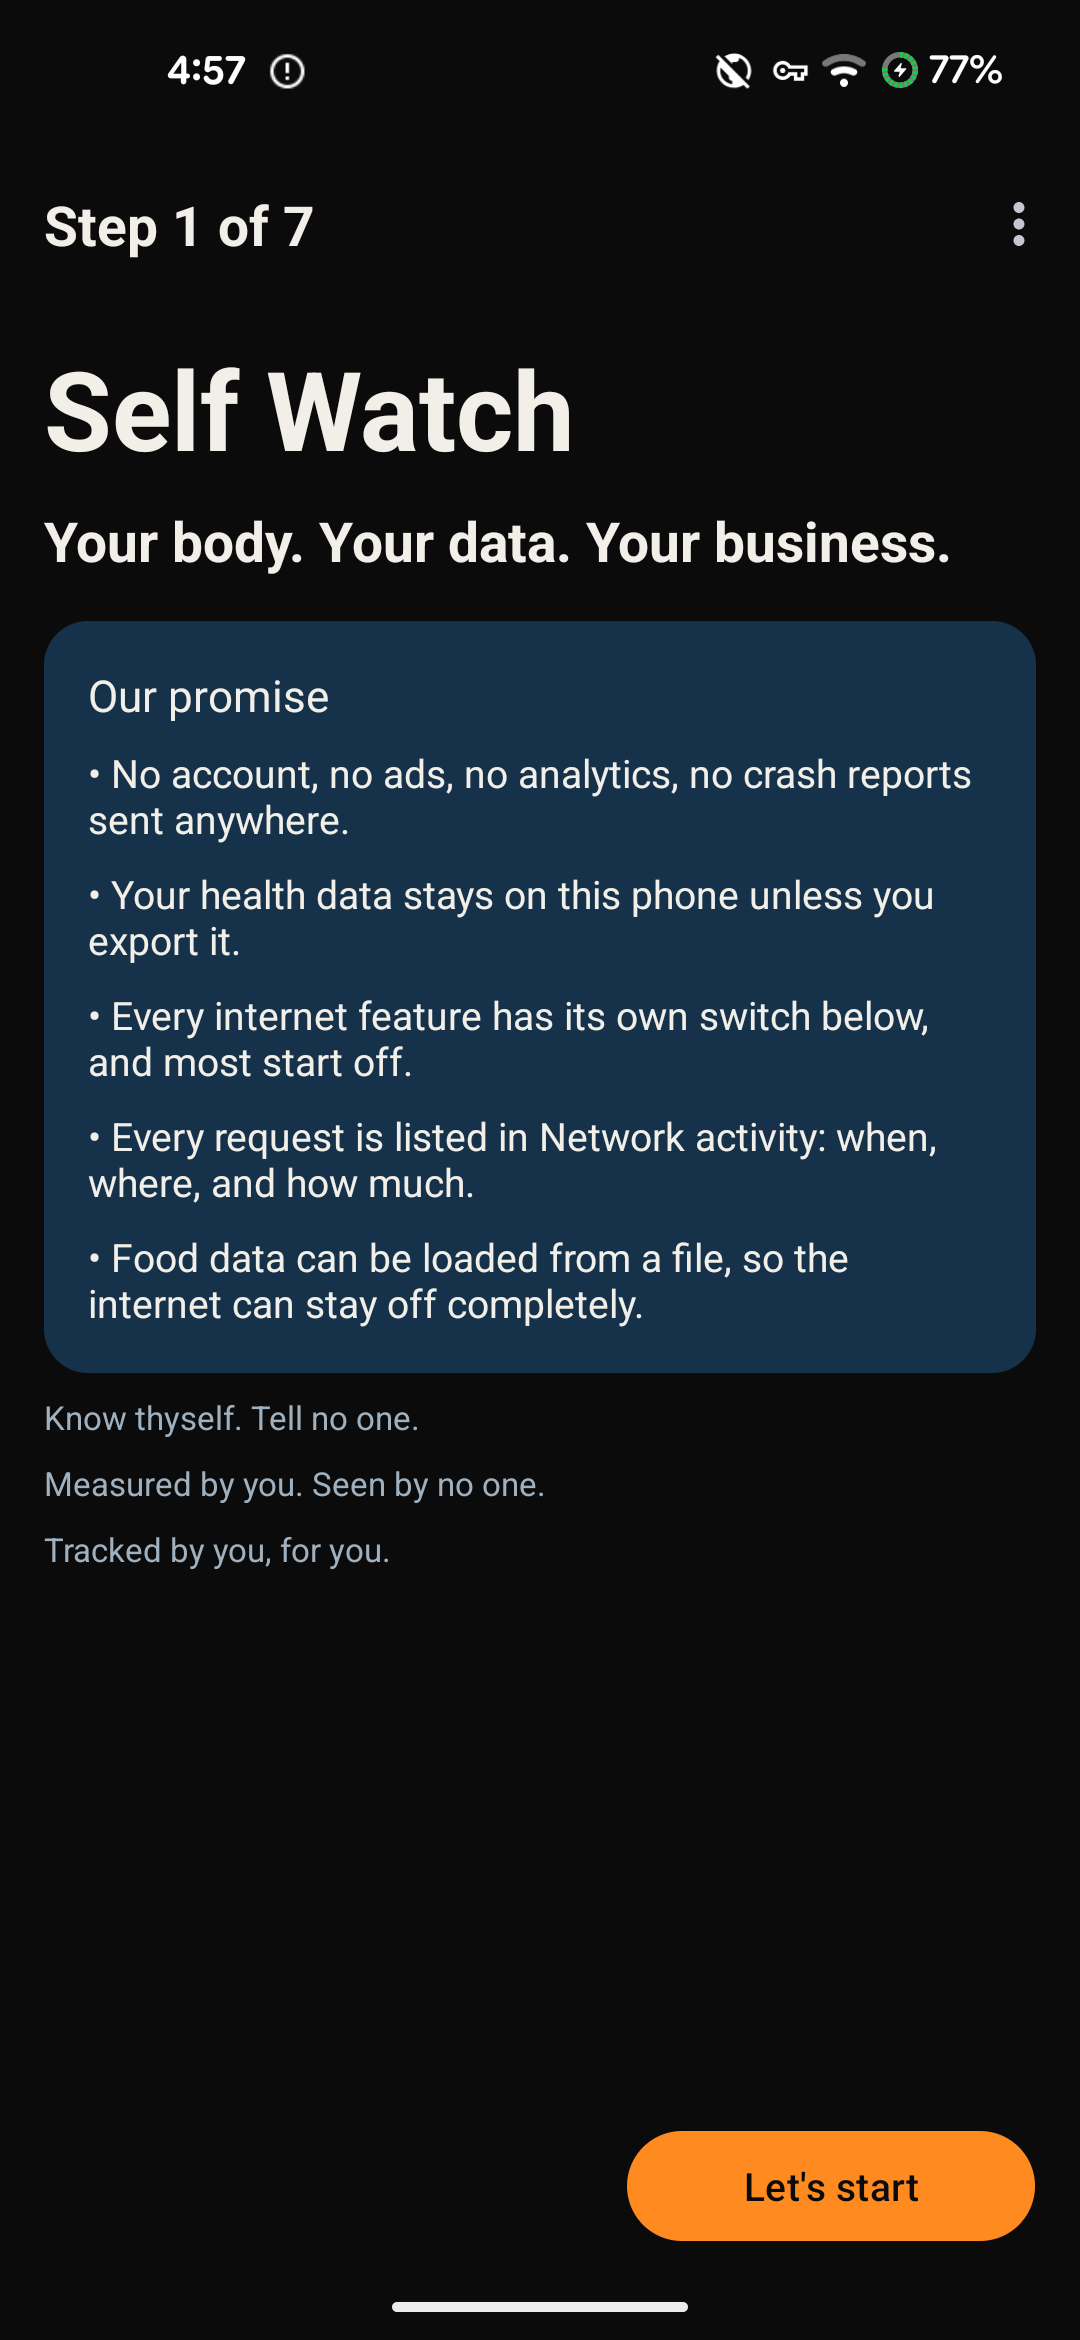 4:57
77%
Step 1 of 7
Self Watch
Your body. Your data. Your business.
Our promise
• No account, no ads, no analytics, no crash reports
sent anywhere.
• Your health data stays on this phone unless you
export it.
• Every internet feature has its own switch below,
and most start off.
• Every request is listed in Network activity: when,
where, and how much.
• Food data can be loaded from a file, so the
internet can stay off completely.
Know thyself. Tell no one.
Measured by you. Seen by no one.
Tracked by you, for you.
Let's start